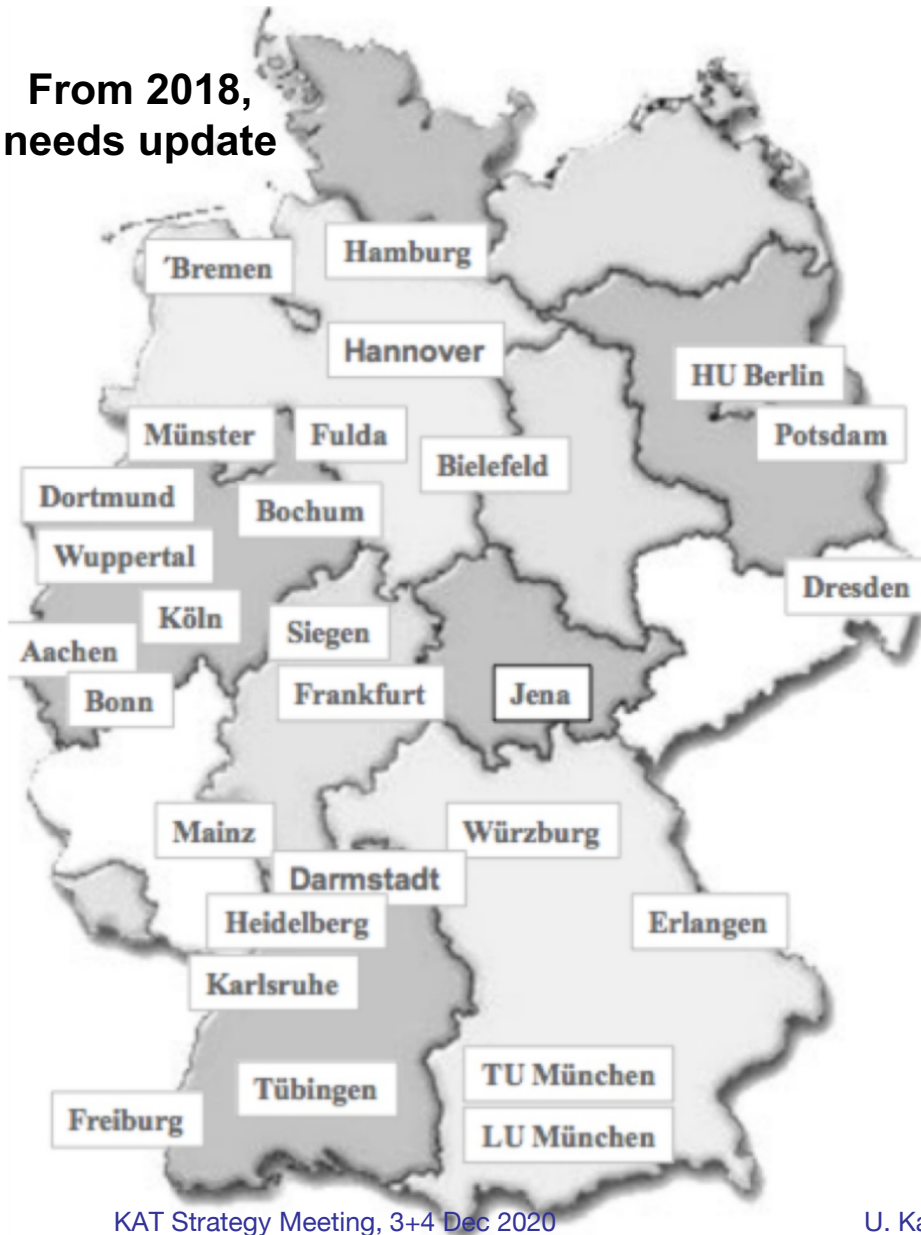 From 2018,
needs update
Hamburg
´Bremen
Hannover
HU Berlin
Münster
Fulda
Potsdam
Bielefeld
Dortmund
Bochum
Wuppertal
Dresden
Köln
Siegen
Aachen
Bonn
Frankfurt
Jena
Mainz
Würzburg
Darmstadt
Heidelberg
Erlangen
Karlsruhe
Tübingen
TU München
Freiburg
LU München
KAT Strategy Meeting, 3+4 Dec 2020
U. Ka